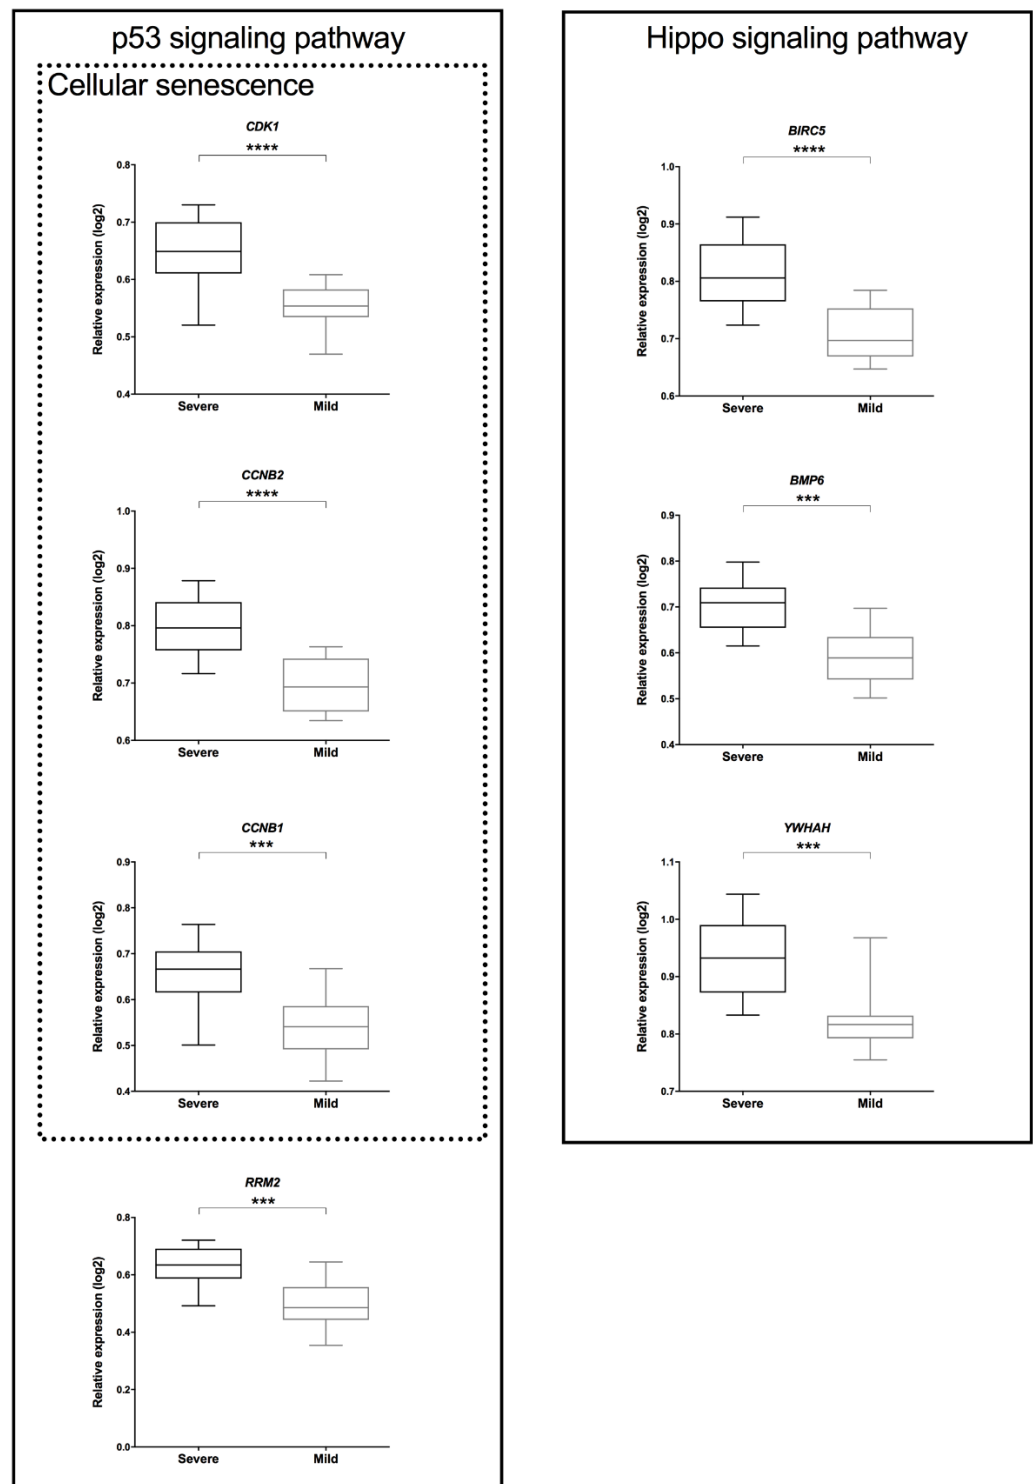 p53 signaling pathway
Cellular senescence
CDK1
****
Relative expression (log2)
0.8
0.7
0.6
0.5
0.4
Severe Mild
CCNB2
****
Relative expression (log2)
1.0
0.9
0.8
0.7
0.6
Severe Mild
CCNB1
***
Relative expression (log2)
0.9
0.8
0.7
0.6
0.5
0.4
Severe Mild
RRM2
***
Relative expression (log2)
0.8
0.6
0.4
0.2
0.0
Severe Mild
Hippo signaling pathway
BIRC5
****
Relative expression (log2)
1.0
0.9
0.8
0.7
0.6
Severe Mild
BMP6
***
Relative expression (log2)
0.9
0.8
0.7
0.6
0.5
0.4
Severe Mild
YWHAH
***
Relative expression (log2)
1.1
1.0
0.9
0.8
0.7
Severe Mild